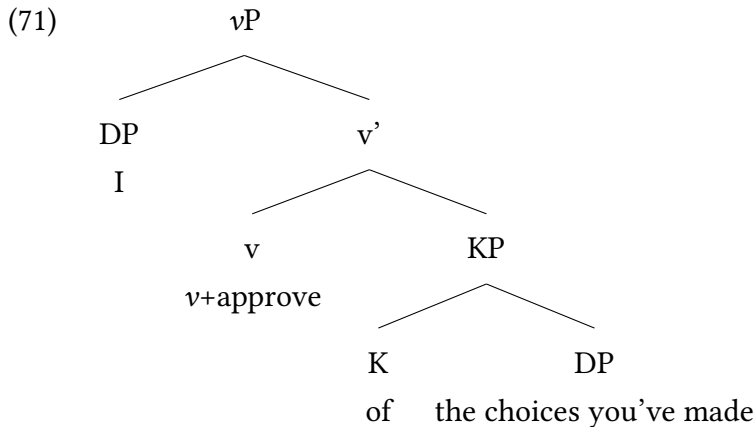 (71) vP
DP v'
I
v KP
v+approve
K DP
of the choices you've made